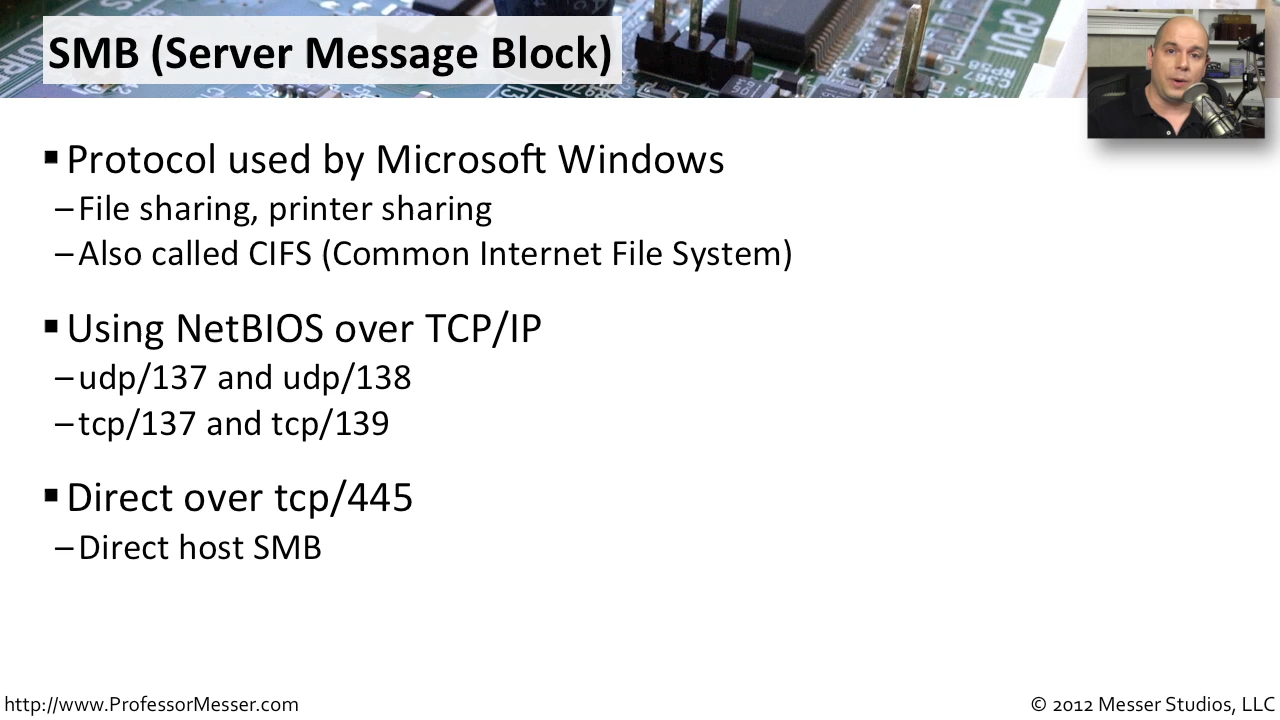 SMB (Server Message Block)
▪ Protocol used by Microsoft Windows
– File sharing, printer sharing
– Also called CIFS (Common Internet File System)
▪ Using NetBIOS over TCP/IP
– udp/137 and udp/138
– tcp/137 and tcp/139
▪ Direct over tcp/445
– Direct host SMB
http://www.ProfessorMesser.com
© 2012 Messer Studios, LLC